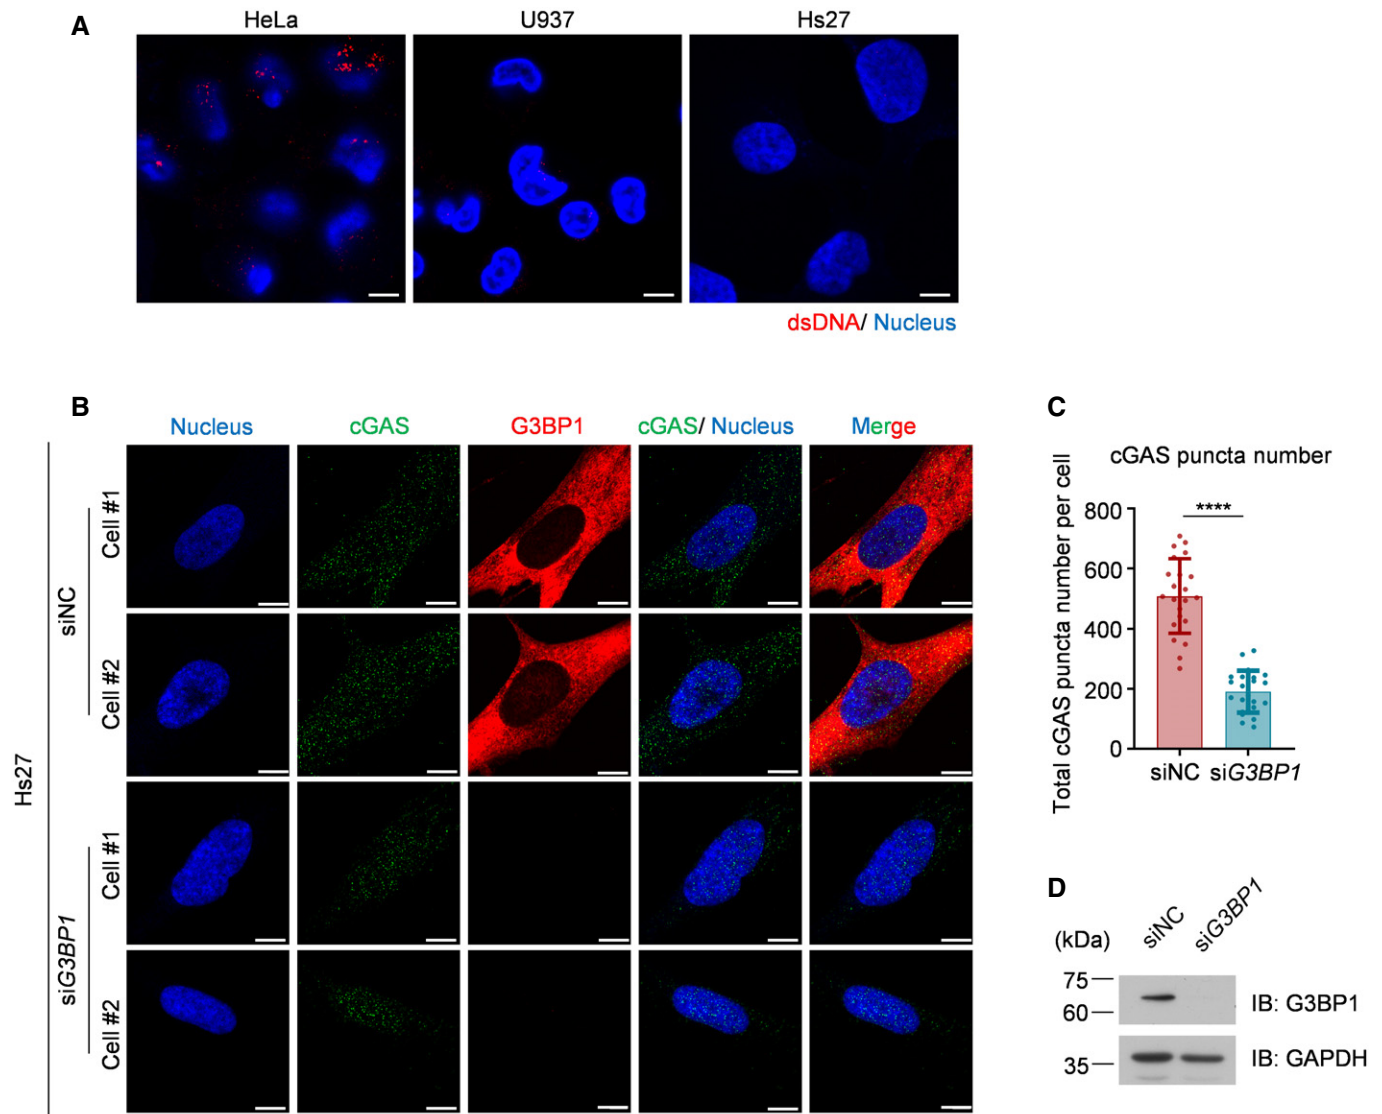 A
HeLa
U937
Hs27
dsDNA/ Nucleus
B
Nucleus
cGAS
G3BP1
cGAS/ Nucleus
Merge
Hs27
siNC
Cell #1
Cell #2
siG3BP1
Cell #1
Cell #2
C
cGAS puncta number
Total cGAS puncta number per cell
800
600
400
200
0
****
siNC
siG3BP1
D
(kDa)
siNC
siG3BP1
75
60
IB: G3BP1
35
IB: GAPDH